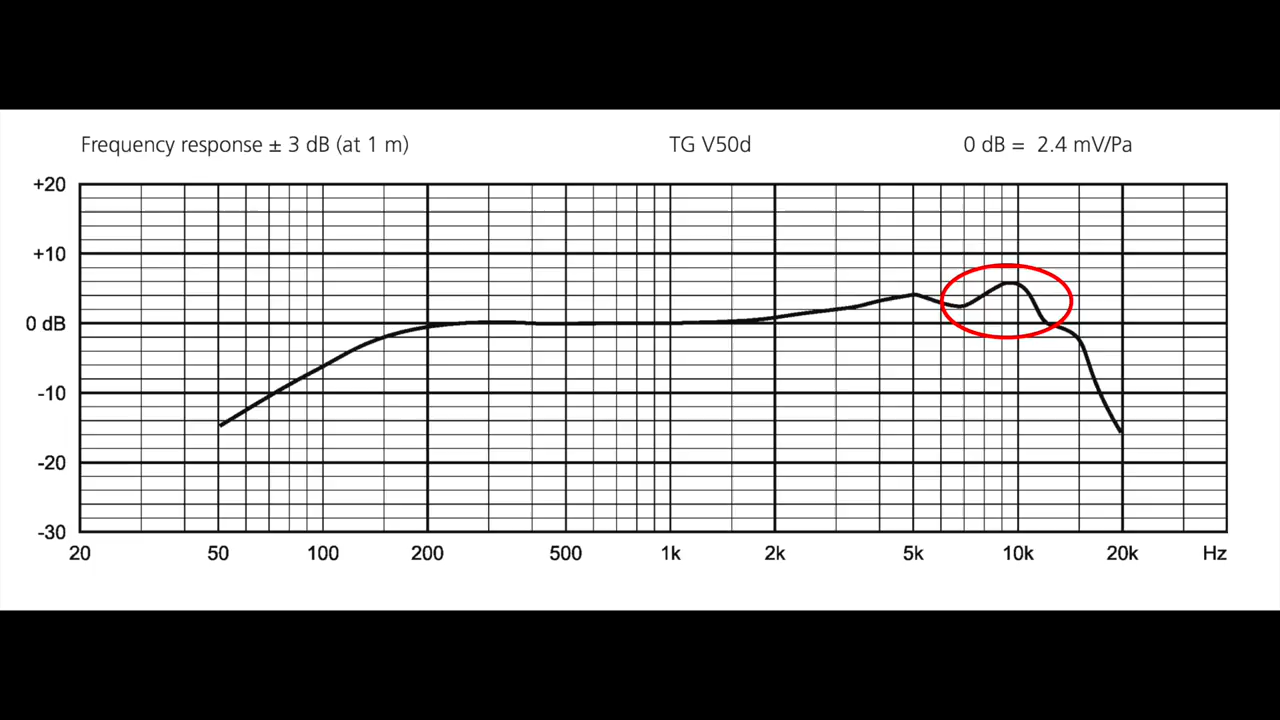 Frequency response ± 3 dB (at 1 m) TG V50d 0 dB = 2.4 mV/Pa
+20
+10
0 dB
-10
-20
-30
20 50 100 200 500 1k 2k 5k 10k 20k Hz